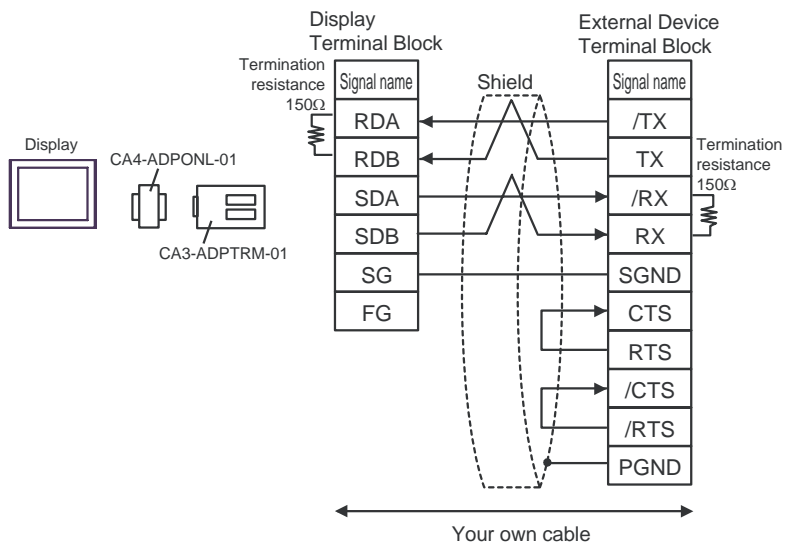 Display
Terminal Block
External Device
Terminal Block
Termination
resistance
150Ω
Signal name
Shield
Signal name
RDA
/TX
RDB
TX
Termination
resistance
150Ω
Display
CA4-ADPONL-01
SDA
/RX
SDB
RX
CA3-ADPTRM-01
SG
SGND
FG
CTS
RTS
/CTS
/RTS
PGND
Your own cable